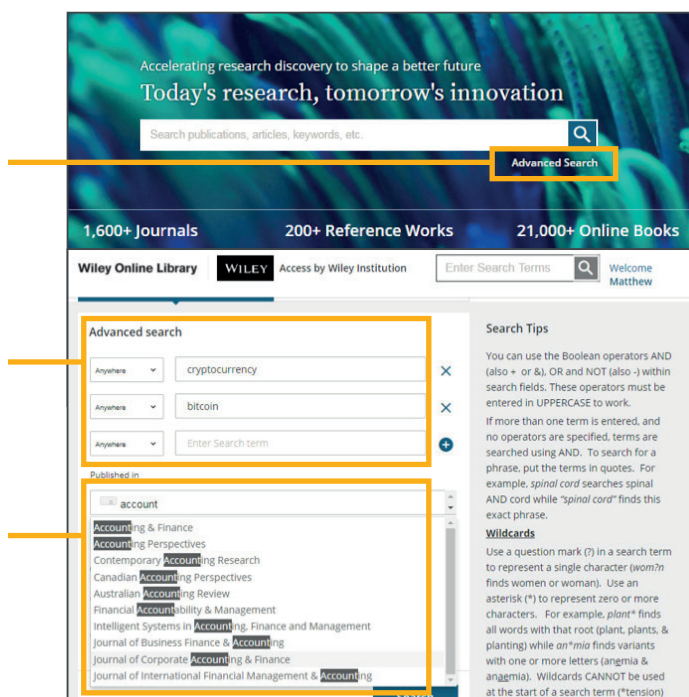 Accelerating research discovery to shape a better future
Today's research, tomorrow's innovation
Search publications, articles, keywords, etc.
Advanced Search
1,600+ Journals
200+ Reference Works
21,000+ Online Books
Wiley Online Library
WILEY
Access by Wiley Institution
Enter Search Terms
Welcome
Matthew
Advanced search
Anywhere
cryptocurrency
Anywhere
bitcoin
Anywhere
Enter Search term
Published in
account
Accounting & Finance
Accounting Perspectives
Contemporary Accounting Research
Canadian Accounting Perspectives
Australian Accounting Review
Financial Accountability & Management
Intelligent Systems in Accounting, Finance and Management
Journal of Business Finance & Accounting
Journal of Corporate Accounting & Finance
Journal of International Financial Management & Accounting
Search Tips
You can use the Boolean operators AND
(also + or &), OR and NOT (also -) within
search fields. These operators must be
entered in UPPERCASE to work.
If more than one term is entered, and
no operators are specified, terms are
searched using AND. To search for a
phrase, put the terms in quotes. For
example, spinal cord searches spinal
AND cord while "spinal cord" finds this
exact phrase.
Wildcards
Use a question mark (?) in a search term
to represent a single character (wom?n
finds women or woman). Use an
asterisk (*) to represent zero or more
characters. For example, plant* finds
all words with that root (plant, plants, &
planting) while an*mia finds variants
with one or more letters (anemia &
anaemia). Wildcards CANNOT be used
at the start of a search term (*tension)